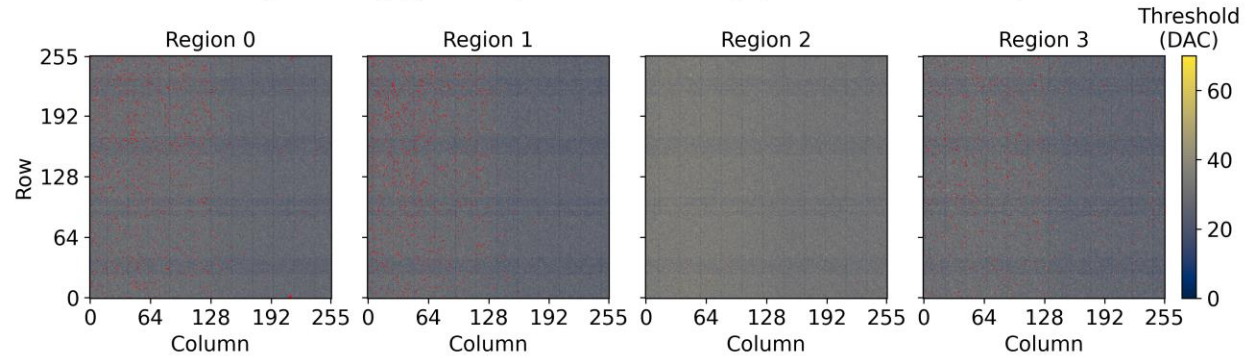 Threshold
(DAC)
Region 0
Region 1
Region 2
Region 3
255
192
128
64
0
Row
0 64 128 192 255
0 64 128 192 255
0 64 128 192 255
0 64 128 192 255
Column
Column
Column
Column
60
40
20
0